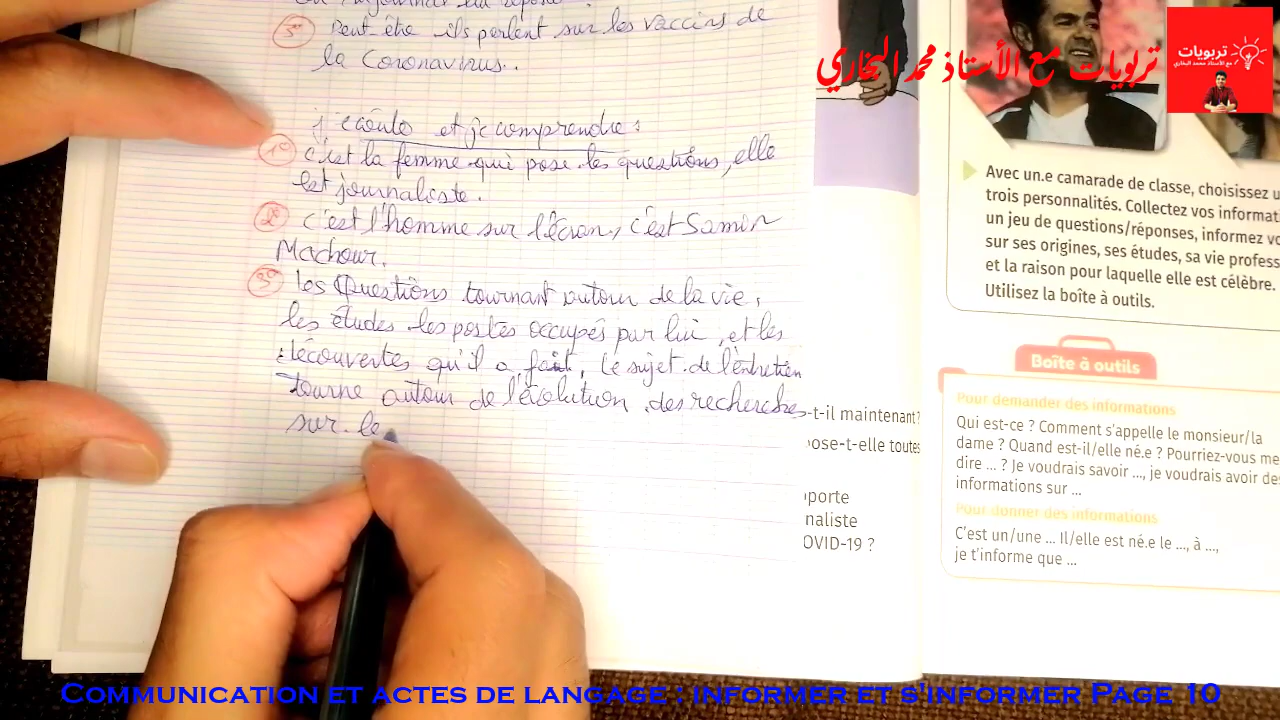 5°
Peut être ils parlent sur les vaccins de
la Coronavirus..
j'écoute et je comprends :
1° c'est la femme qui pose les questions, elle
est journaliste.
2° c'est l'homme sur l'écran, c'est Samir
Machour.
3° les Questions tournant autour de la vie,
les études les postes occupés par lui, et les
découvertes qu'il a fait, le sujet de l'entretien
tourne autour de l'évolution des recherches
sur le
-t-il maintenant ?
ose-t-elle toutes
porte
naliste
OVID-19 ?
تربويات مع الأستاذ محمد البخاري
تربويات
مع الأستاذ محمد البخاري
Avec un.e camarade de classe, choisissez u
trois personnalités. Collectez vos informat
un jeu de questions/réponses, informez vo
sur ses origines, ses études, sa vie profess
et la raison pour laquelle elle est célèbre.
Utilisez la boîte à outils.
Boîte à outils
Pour demander des informations
Qui est-ce ? Comment s'appelle le monsieur/la
dame ? Quand est-il/elle né.e ? Pourriez-vous me
dire ... ? Je voudrais savoir ..., je voudrais avoir des
informations sur ...
Pour donner des informations
C'est un/une ... Il/elle est né.e le ..., à ...,
je t'informe que ...
Communication et actes de langage : informer et s'informer Page 10